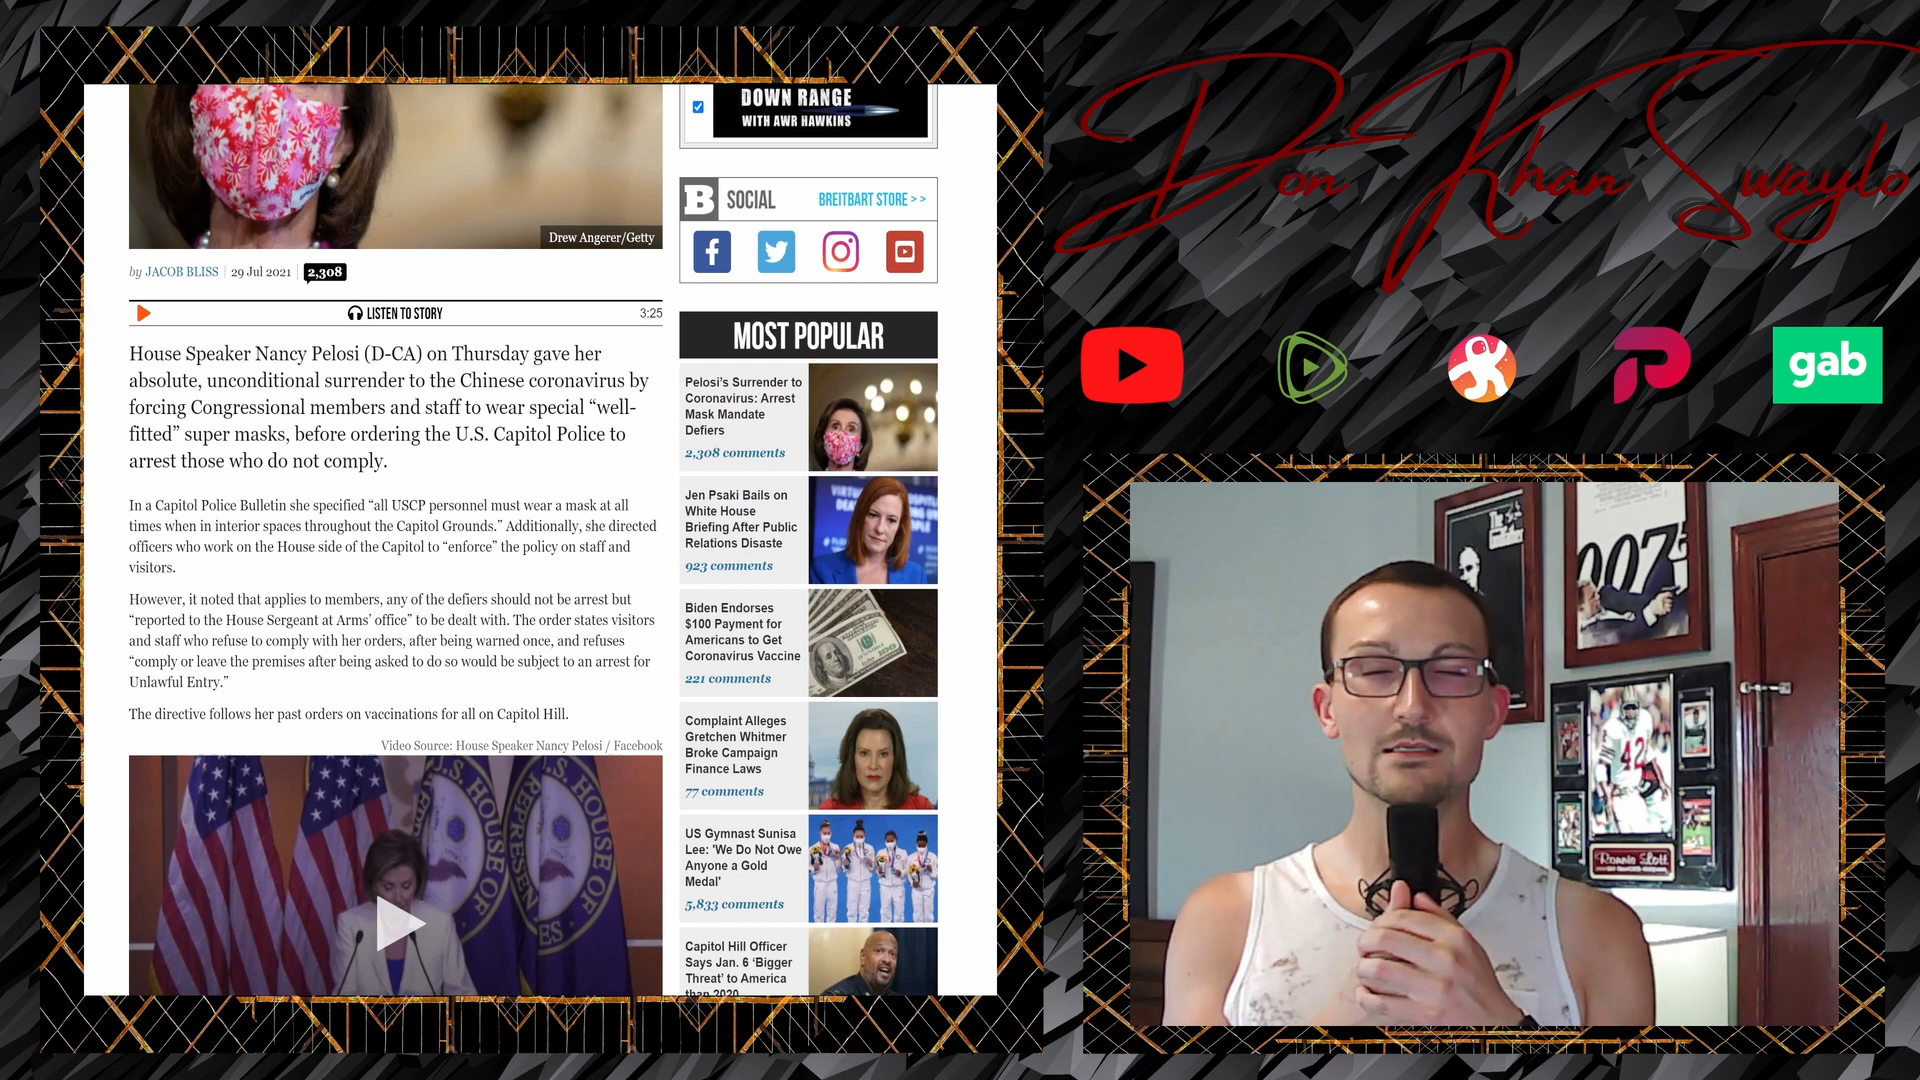 DOWN RANGE
WITH AWR HAWKINS
Drew Angerer/Getty
by JACOB BLISS 29 Jul 2021 2,308
LISTEN TO STORY 3:25
House Speaker Nancy Pelosi (D-CA) on Thursday gave her
absolute, unconditional surrender to the Chinese coronavirus by
forcing Congressional members and staff to wear special “well-
fitted” super masks, before ordering the U.S. Capitol Police to
arrest those who do not comply.
In a Capitol Police Bulletin she specified “all USCP personnel must wear a mask at all
times when in interior spaces throughout the Capitol Grounds.” Additionally, she directed
officers who work on the House side of the Capitol to “enforce” the policy on staff and
visitors.
However, it noted that applies to members, any of the defiers should not be arrest but
“reported to the House Sergeant at Arms’ office” to be dealt with. The order states visitors
and staff who refuse to comply with her orders, after being warned once, and refuses
“comply or leave the premises after being asked to do so would be subject to an arrest for
Unlawful Entry.”
The directive follows her past orders on vaccinations for all on Capitol Hill.
Video Source: House Speaker Nancy Pelosi / Facebook
U.S. HOUSE OF
REPRESEN
ES
S. HOUSE OF
B SOCIAL BREITBART STORE >>
MOST POPULAR
Pelosi’s Surrender to
Coronavirus: Arrest
Mask Mandate
Defiers
2,308 comments
Jen Psaki Bails on
White House
Briefing After Public
Relations Disaste
923 comments
Biden Endorses
$100 Payment for
Americans to Get
Coronavirus Vaccine
221 comments
Complaint Alleges
Gretchen Whitmer
Broke Campaign
Finance Laws
77 comments
US Gymnast Sunisa
Lee: 'We Do Not Owe
Anyone a Gold
Medal'
5,833 comments
Capitol Hill Officer
Says Jan. 6 ‘Bigger
Threat’ to America
than 2020
Don Khan Swaylo
gab
The
Godfather
007
42
Ronnie Lott